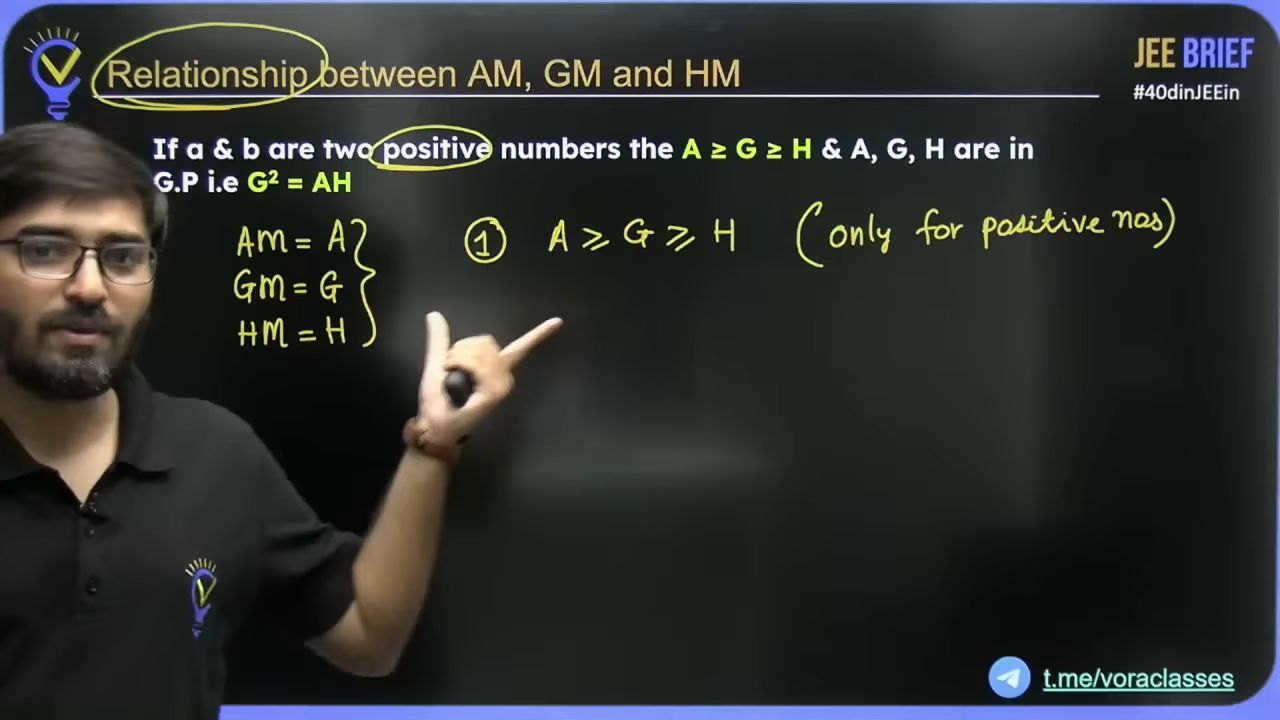 Relationship between AM, GM and HM
JEE BRIEF
#40dinJEEin
If a & b are two positive numbers the A ≥ G ≥ H & A, G, H are in
G.P i.e G² = AH
AM = A
GM = G
HM = H
① A ≥ G ≥ H (only for positive nos)
t.me/voraclasses